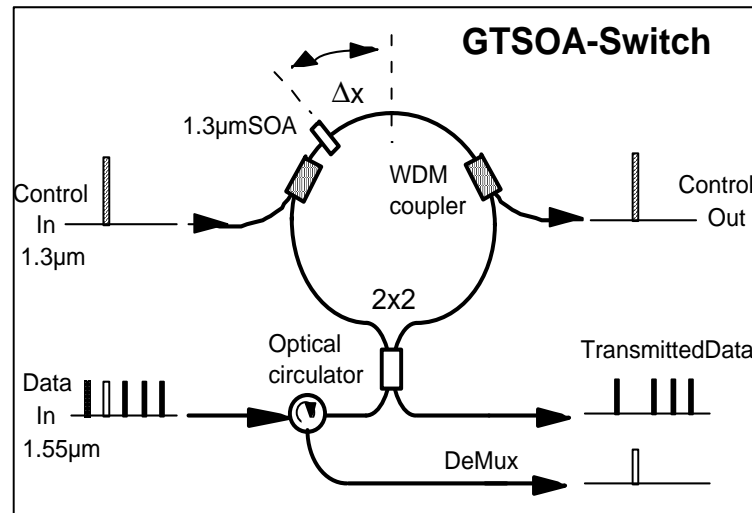 GTSOA-Switch
Δx
1.3µmSOA
WDM
coupler
Control
In
1.3µm
Control
Out
2x2
Optical
circulator
TransmittedData
Data
In
1.55µm
DeMux